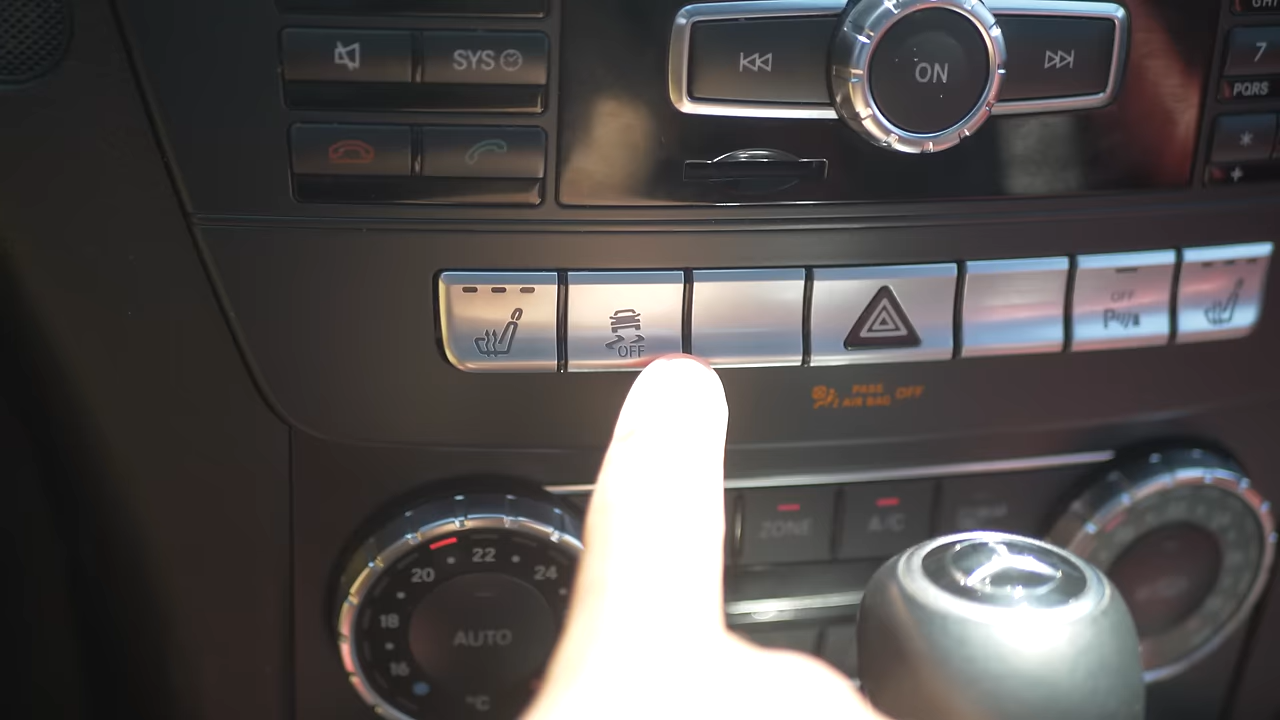 SYS
ON
7
PQRS
*
+
OFF
OFF
PASS
AIR BAG OFF
ZONE
A/C
16
18
20
22
24
AUTO
°C